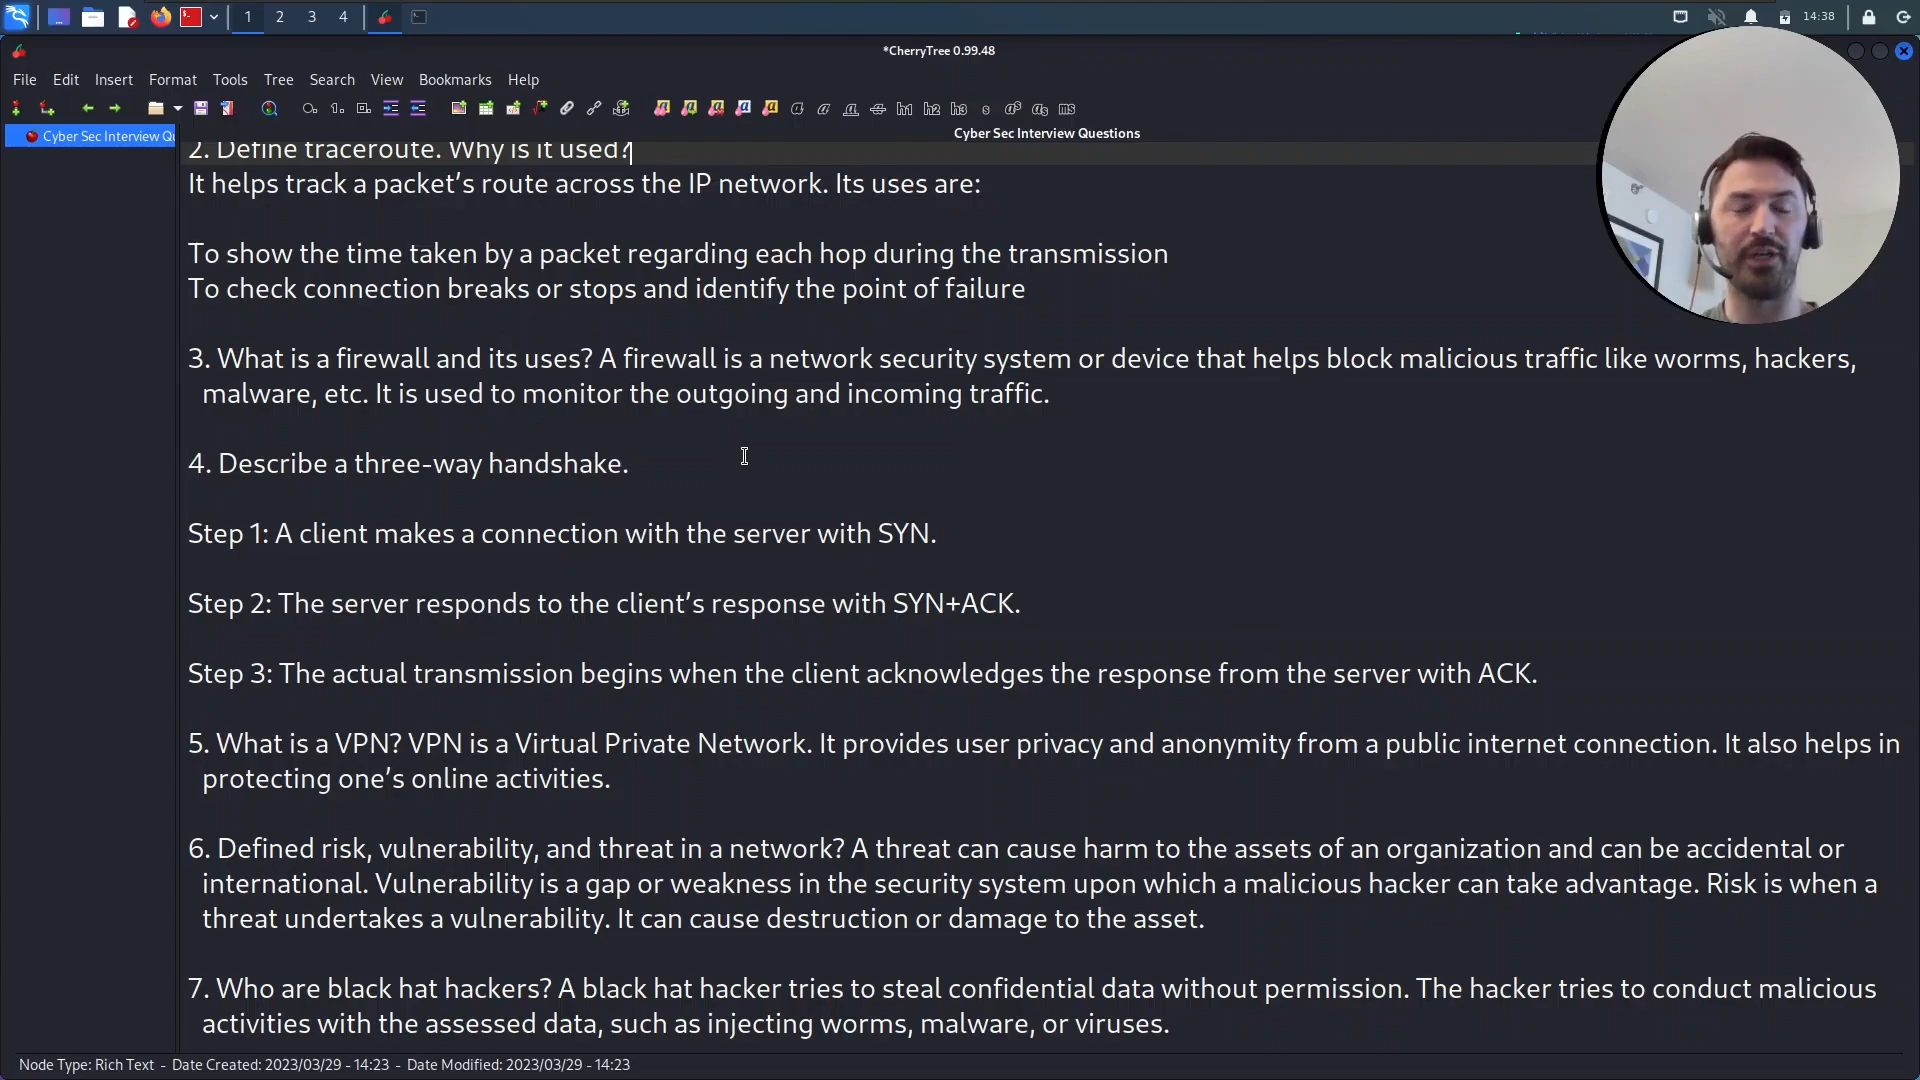 1 2 3 4
14:38
*CherryTree 0.99.48
File Edit Insert Format Tools Tree Search View Bookmarks Help
Cyber Sec Interview Qu
Cyber Sec Interview Questions
2. Define traceroute. Why is it used?
It helps track a packet’s route across the IP network. Its uses are:
To show the time taken by a packet regarding each hop during the transmission
To check connection breaks or stops and identify the point of failure
3. What is a firewall and its uses? A firewall is a network security system or device that helps block malicious traffic like worms, hackers,
malware, etc. It is used to monitor the outgoing and incoming traffic.
4. Describe a three-way handshake.
Step 1: A client makes a connection with the server with SYN.
Step 2: The server responds to the client’s response with SYN+ACK.
Step 3: The actual transmission begins when the client acknowledges the response from the server with ACK.
5. What is a VPN? VPN is a Virtual Private Network. It provides user privacy and anonymity from a public internet connection. It also helps in
protecting one’s online activities.
6. Defined risk, vulnerability, and threat in a network? A threat can cause harm to the assets of an organization and can be accidental or
international. Vulnerability is a gap or weakness in the security system upon which a malicious hacker can take advantage. Risk is when a
threat undertakes a vulnerability. It can cause destruction or damage to the asset.
7. Who are black hat hackers? A black hat hacker tries to steal confidential data without permission. The hacker tries to conduct malicious
activities with the assessed data, such as injecting worms, malware, or viruses.
Node Type: Rich Text - Date Created: 2023/03/29 - 14:23 - Date Modified: 2023/03/29 - 14:23